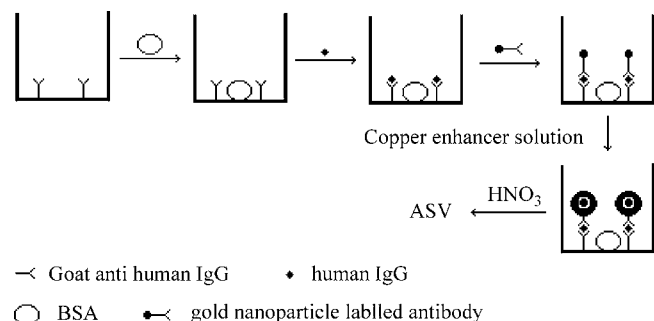 Copper enhancer solution
ASV
HNO₃
Goat anti human IgG
human IgG
BSA
gold nanoparticle lablled antibody